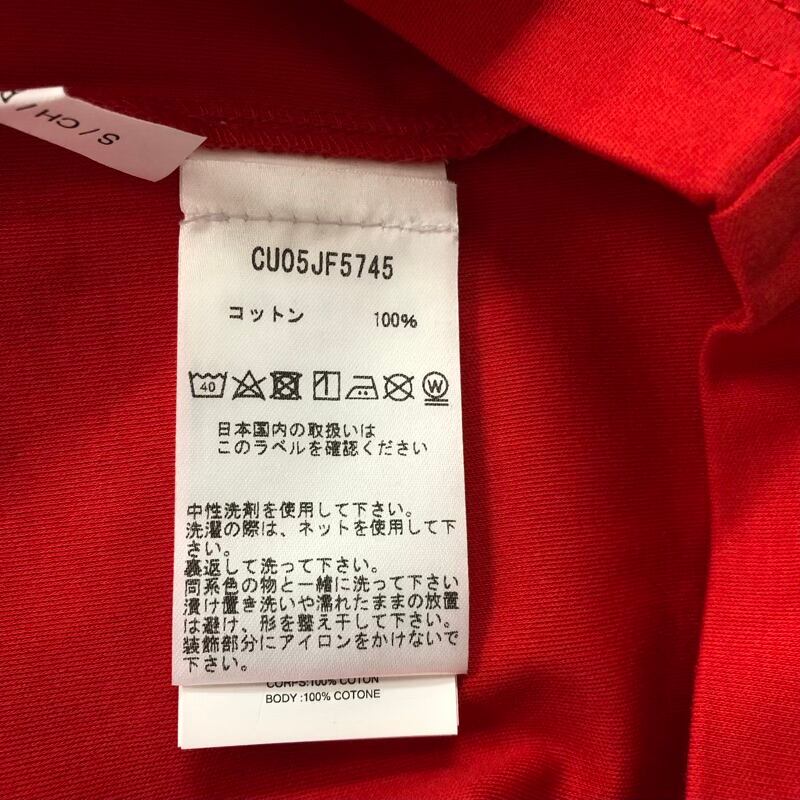 S/CH/
CU05JF5745
コットン 100%
40
W
日本国内の取扱いは
このラベルを確認ください
中性洗剤を使用して下さい。
洗濯の際は、ネットを使用して下
さい。
裏返して洗って下さい。
同系色の物と一緒に洗って下さい
漬け置き洗いや濡れたままの放置
は避け、形を整え干して下さい。
装飾部分にアイロンをかけないで
下さい。
CORPS:100% COTON
BODY :100% COTONE